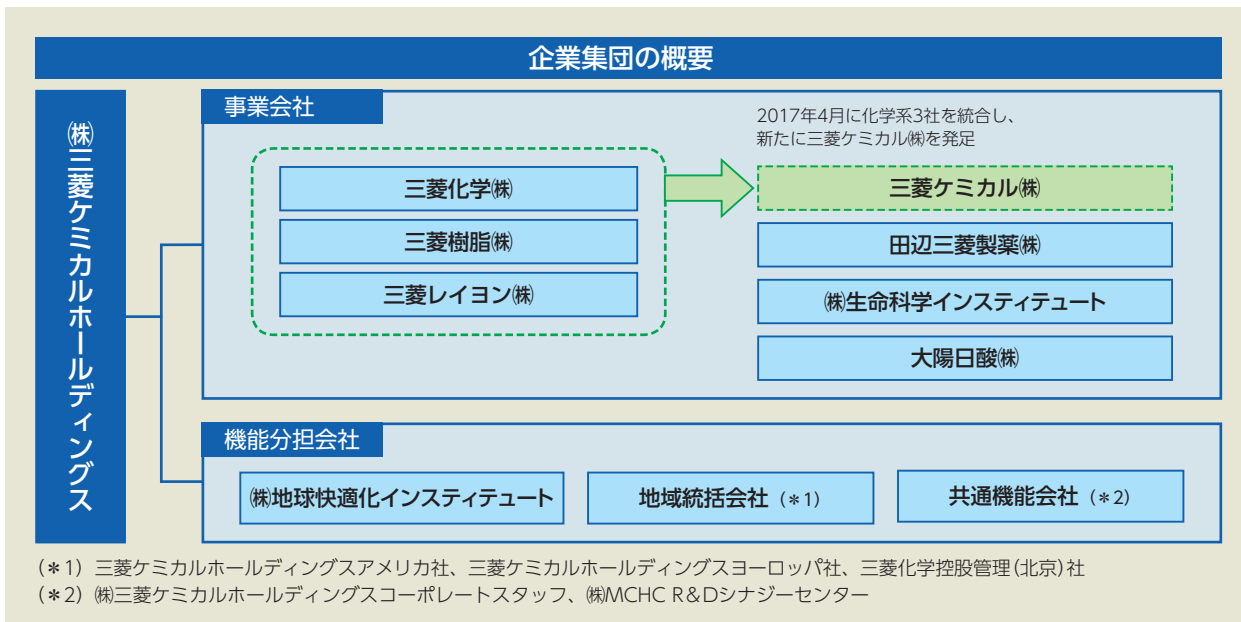 企業集団の概要
㈱三菱ケミカルホールディングス
事業会社
三菱化学㈱
三菱樹脂㈱
三菱レイヨン㈱
2017年4月に化学系3社を統合し、
新たに三菱ケミカル㈱を発足
三菱ケミカル㈱
田辺三菱製薬㈱
㈱生命科学インスティテュート
大陽日酸㈱
機能分担会社
㈱地球快適化インスティテュート
地域統括会社（＊1）
共通機能会社（＊2）
（＊1）三菱ケミカルホールディングスアメリカ社、三菱ケミカルホールディングスヨーロッパ社、三菱化学控股管理（北京）社
（＊2）㈱三菱ケミカルホールディングスコーポレートスタッフ、㈱MCHC R＆Dシナジーセンター